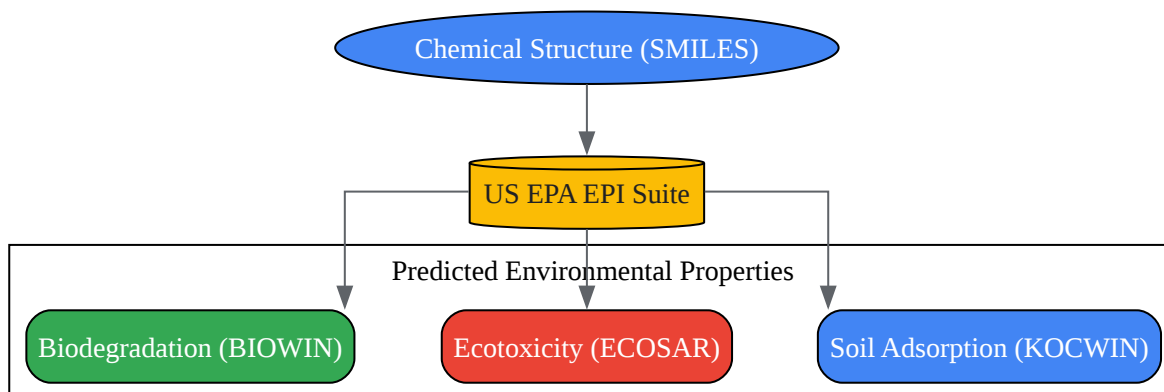 Chemical Structure (SMILES)
US EPA EPI Suite
Predicted Environmental Properties
Biodegradation (BIOWIN)
Ecotoxicity (ECOSAR)
Soil Adsorption (KOCWIN)